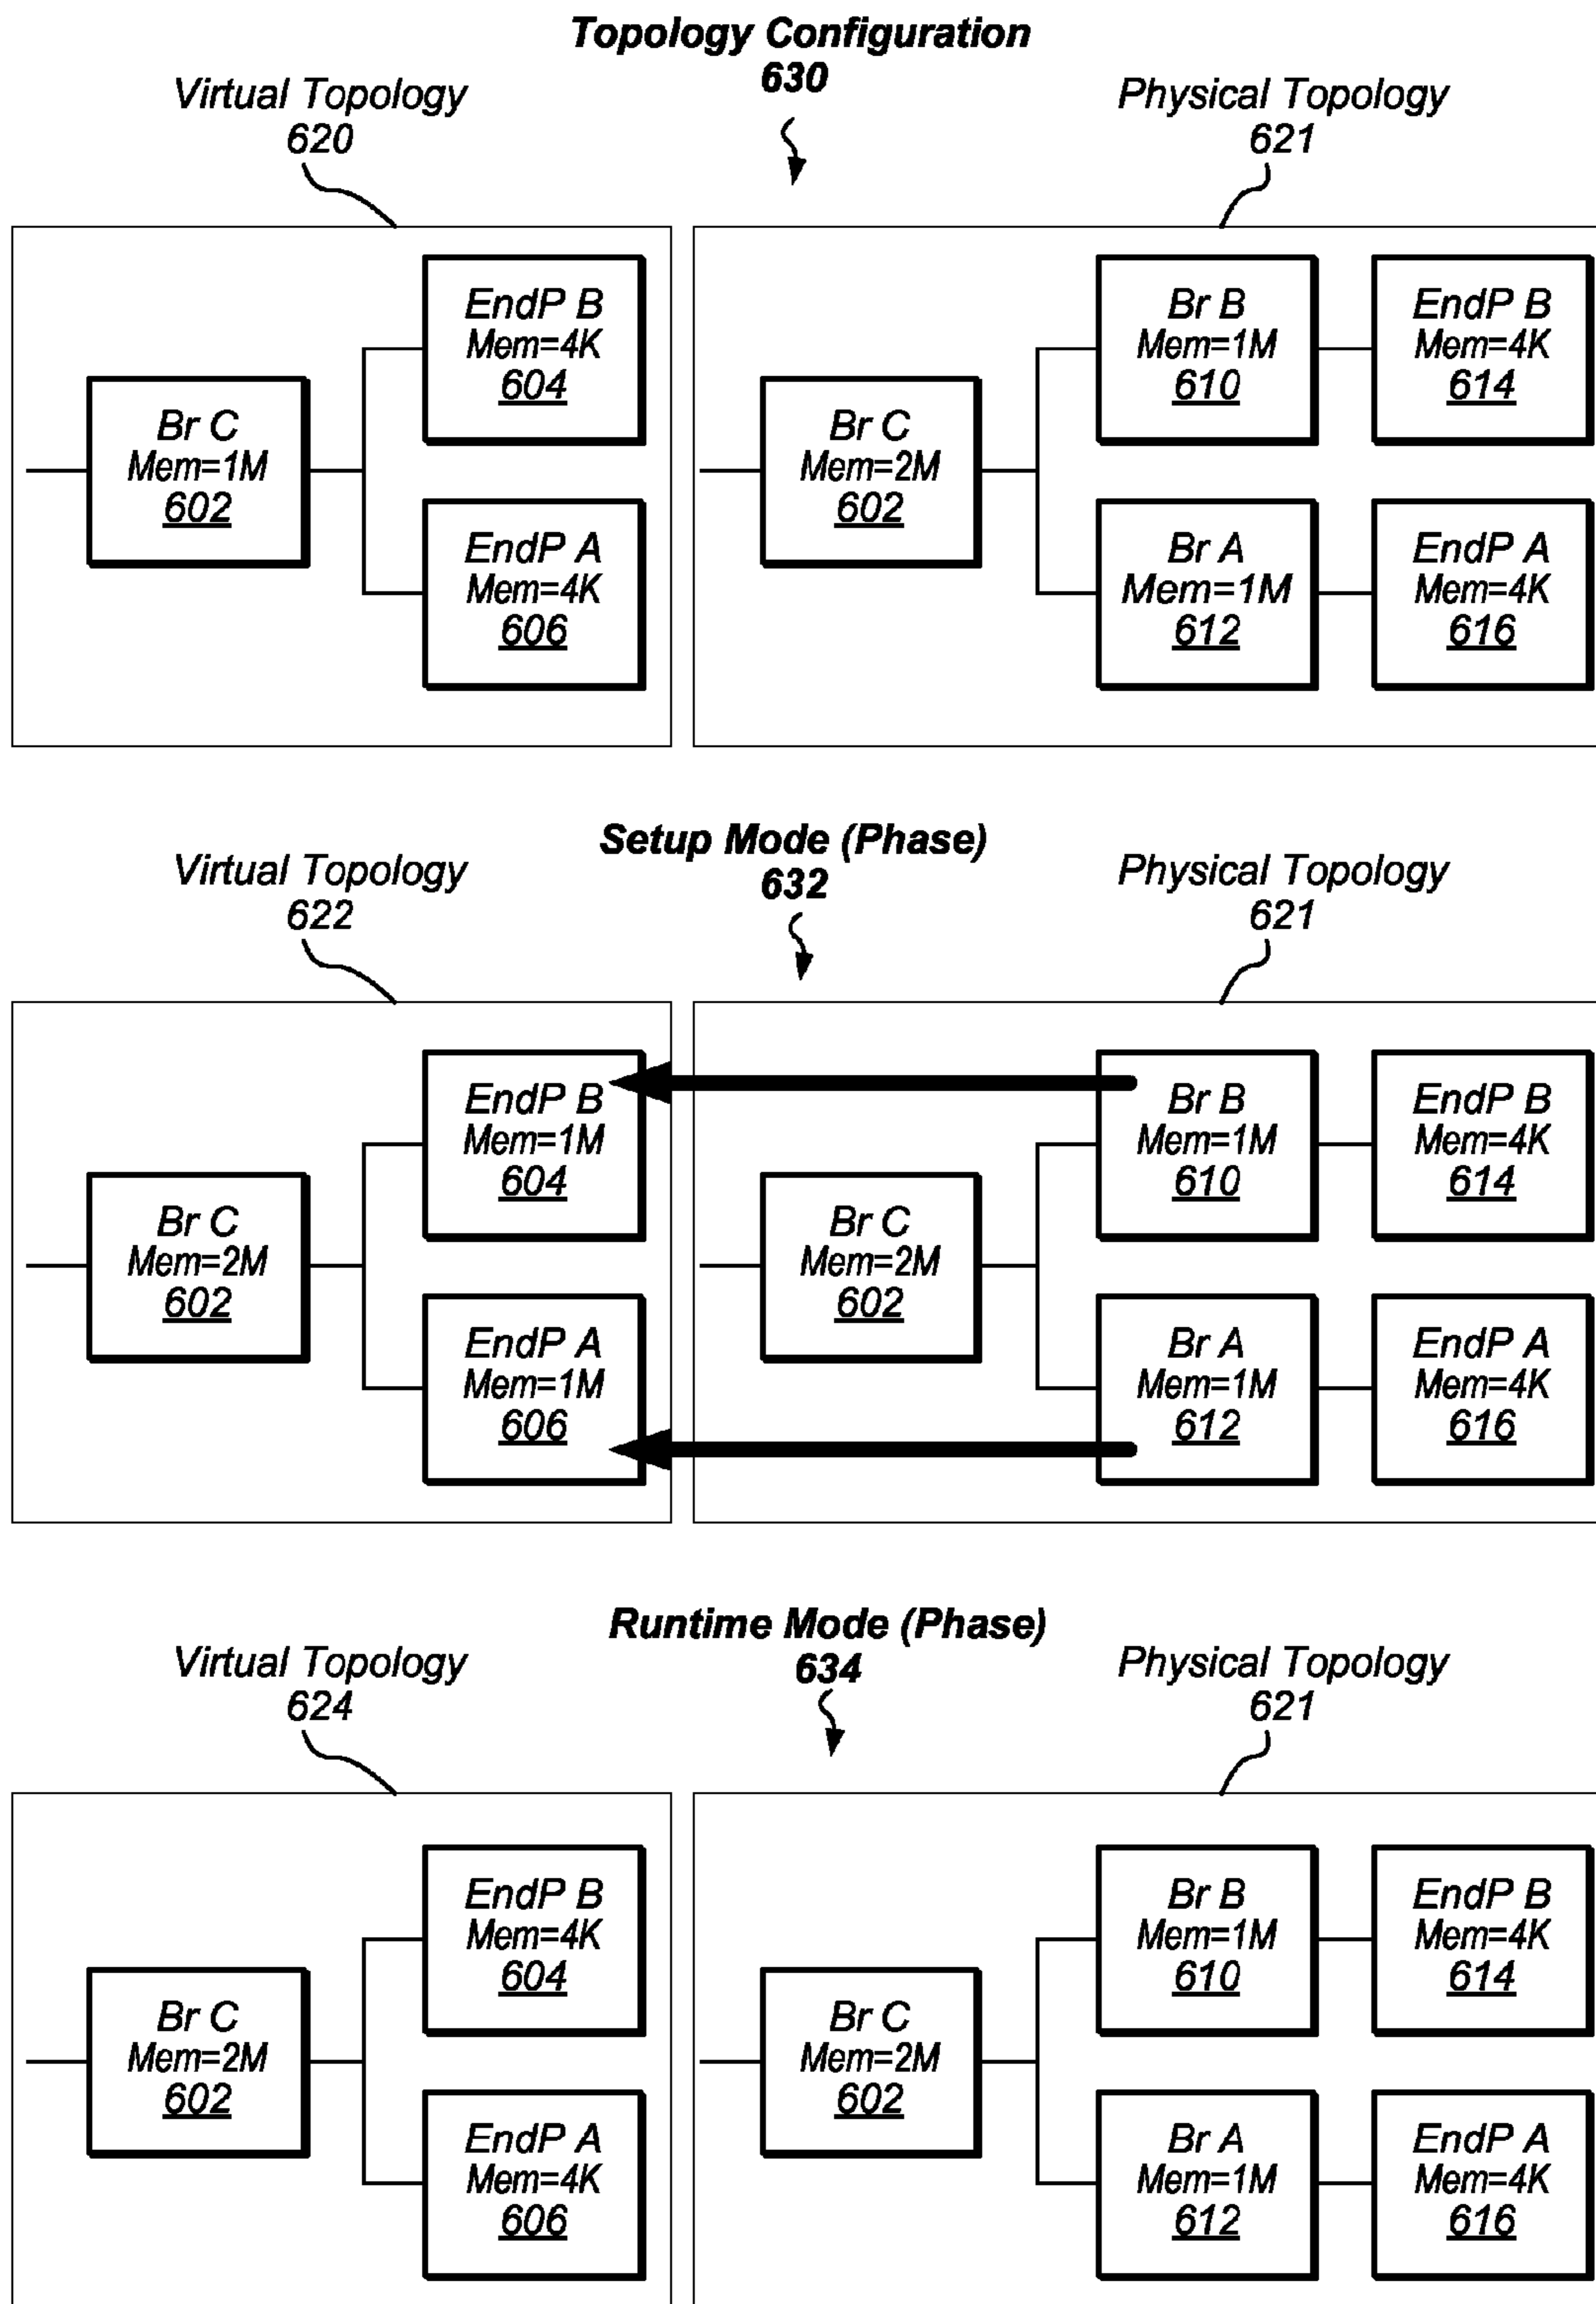 Topology Configuration
630
Virtual Topology
620
Physical Topology
621
Br C
Mem=1M
602
EndP B
Mem=4K
604
EndP A
Mem=4K
606
Br C
Mem=2M
602
Br B
Mem=1M
610
EndP B
Mem=4K
614
Br A
Mem=1M
612
EndP A
Mem=4K
616
Setup Mode (Phase)
632
Virtual Topology
622
Physical Topology
621
Br C
Mem=2M
602
EndP B
Mem=1M
604
EndP A
Mem=1M
606
Br C
Mem=2M
602
Br B
Mem=1M
610
EndP B
Mem=4K
614
Br A
Mem=1M
612
EndP A
Mem=4K
616
Runtime Mode (Phase)
634
Virtual Topology
624
Physical Topology
621
Br C
Mem=2M
602
EndP B
Mem=4K
604
EndP A
Mem=4K
606
Br C
Mem=2M
602
Br B
Mem=1M
610
EndP B
Mem=4K
614
Br A
Mem=1M
612
EndP A
Mem=4K
616